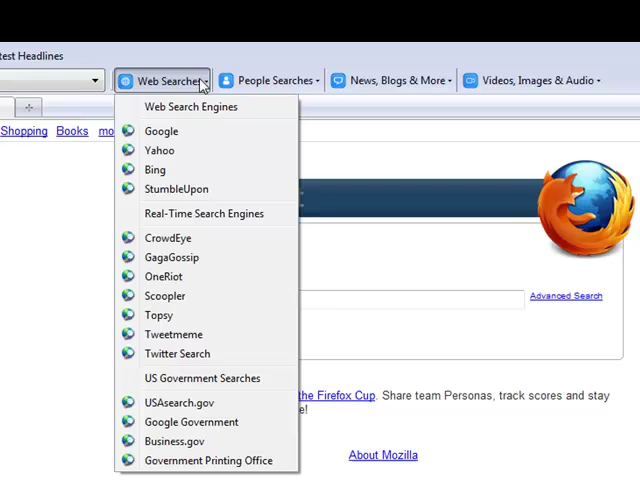 test Headlines
Web Searches
People Searches
News, Blogs & More
Videos, Images & Audio
Shopping Books mo
Web Search Engines
Google
Yahoo
Bing
StumbleUpon
Real-Time Search Engines
CrowdEye
GagaGossip
OneRiot
Scoopler
Topsy
Tweetmeme
Twitter Search
US Government Searches
USAsearch.gov
Google Government
Business.gov
Government Printing Office
Advanced Search
the Firefox Cup. Share team Personas, track scores and stay
e!
About Mozilla